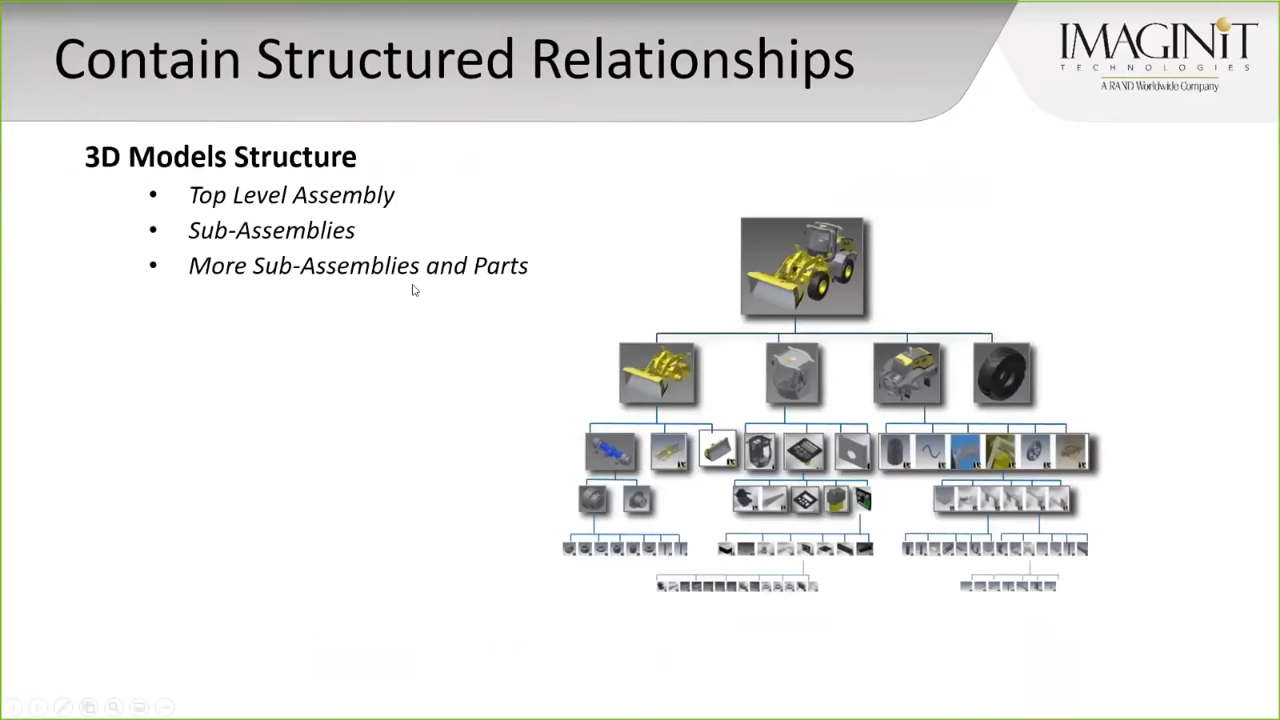 Contain Structured Relationships
IMAGINiT
TECHNOLOGIES
A RAND Worldwide Company
3D Models Structure
• Top Level Assembly
• Sub-Assemblies
• More Sub-Assemblies and Parts